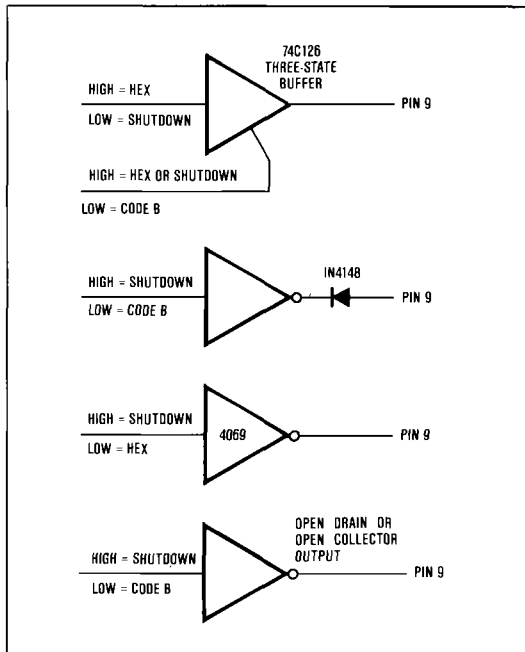 74C126
THREE-STATE
BUFFER
HIGH = HEX
LOW = SHUTDOWN
PIN 9
HIGH = HEX OR SHUTDOWN
LOW = CODE B
HIGH = SHUTDOWN
LOW = CODE B
IN4148
PIN 9
HIGH = SHUTDOWN
LOW = HEX
4069
PIN 9
OPEN DRAIN OR
OPEN COLLECTOR
OUTPUT
HIGH = SHUTDOWN
LOW = CODE B
PIN 9